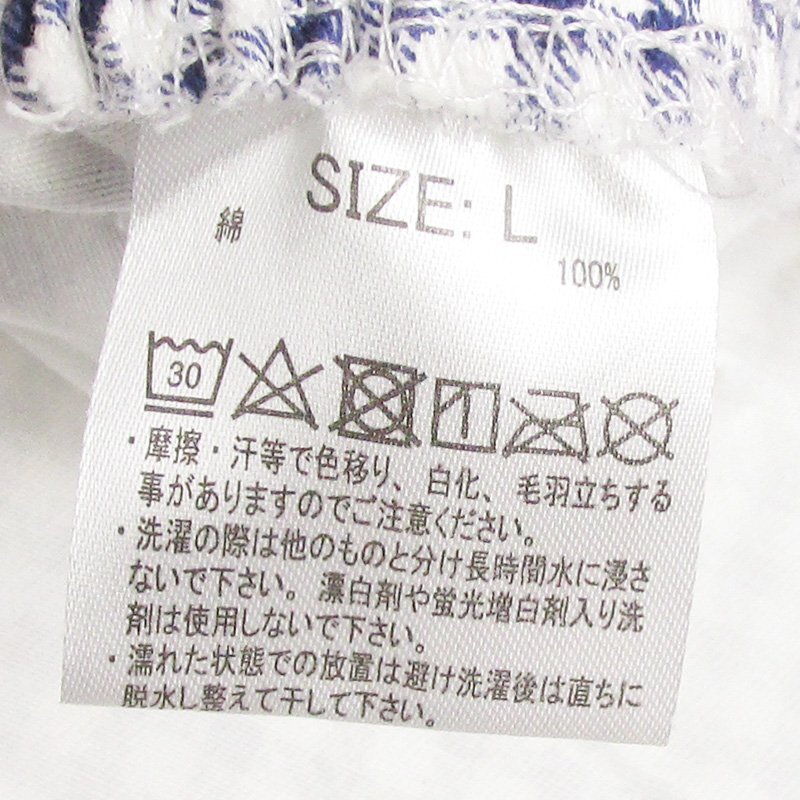 SIZE: L
綿 100%
30
・摩擦・汗等で色移り、白化、毛羽立ちする
事がありますのでご注意ください。
・洗濯の際は他のものと分け長時間水に浸さ
ないで下さい。漂白剤や蛍光増白剤入り洗
剤は使用しないで下さい。
・濡れた状態での放置は避け洗濯後は直ちに
脱水し整えて干して下さい。